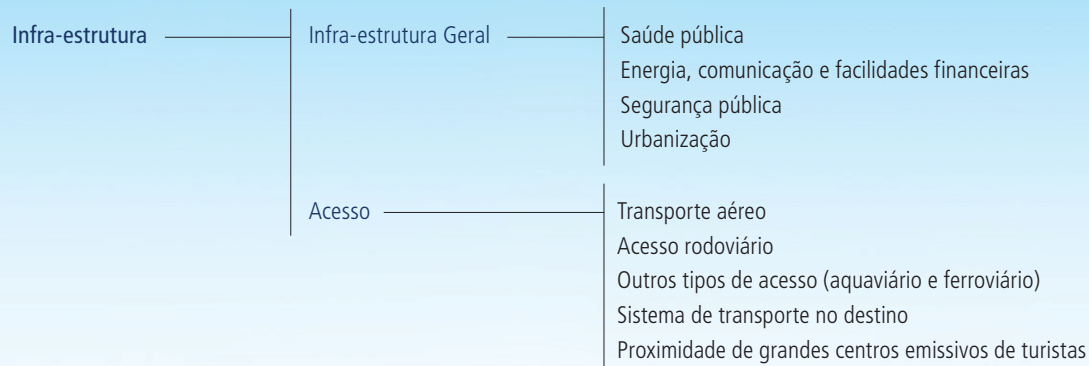 Infra-estrutura
Infra-estrutura Geral
Saúde pública
Energia, comunicação e facilidades financeiras
Segurança pública
Urbanização
Acesso
Transporte aéreo
Acesso rodoviário
Outros tipos de acesso (aquaviário e ferroviário)
Sistema de transporte no destino
Proximidade de grandes centros emissivos de turistas